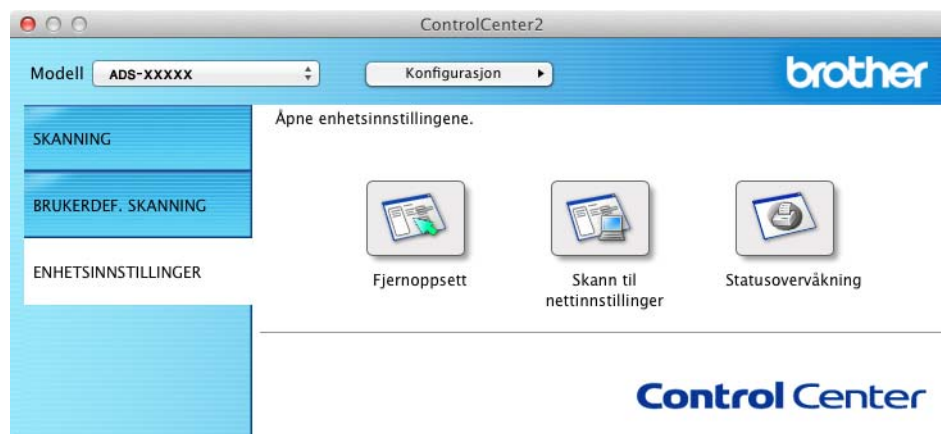 ControlCenter2
Modell ADS-XXXXX Konfigurasjon brother
SKANNING
BRUKERDEF. SKANNING
ENHETSINNSTILLINGER
Åpne enhetsinnstillingene.
Fjernoppsett
Skann til
nettinnstillinger
Statusovervåkning
Control Center